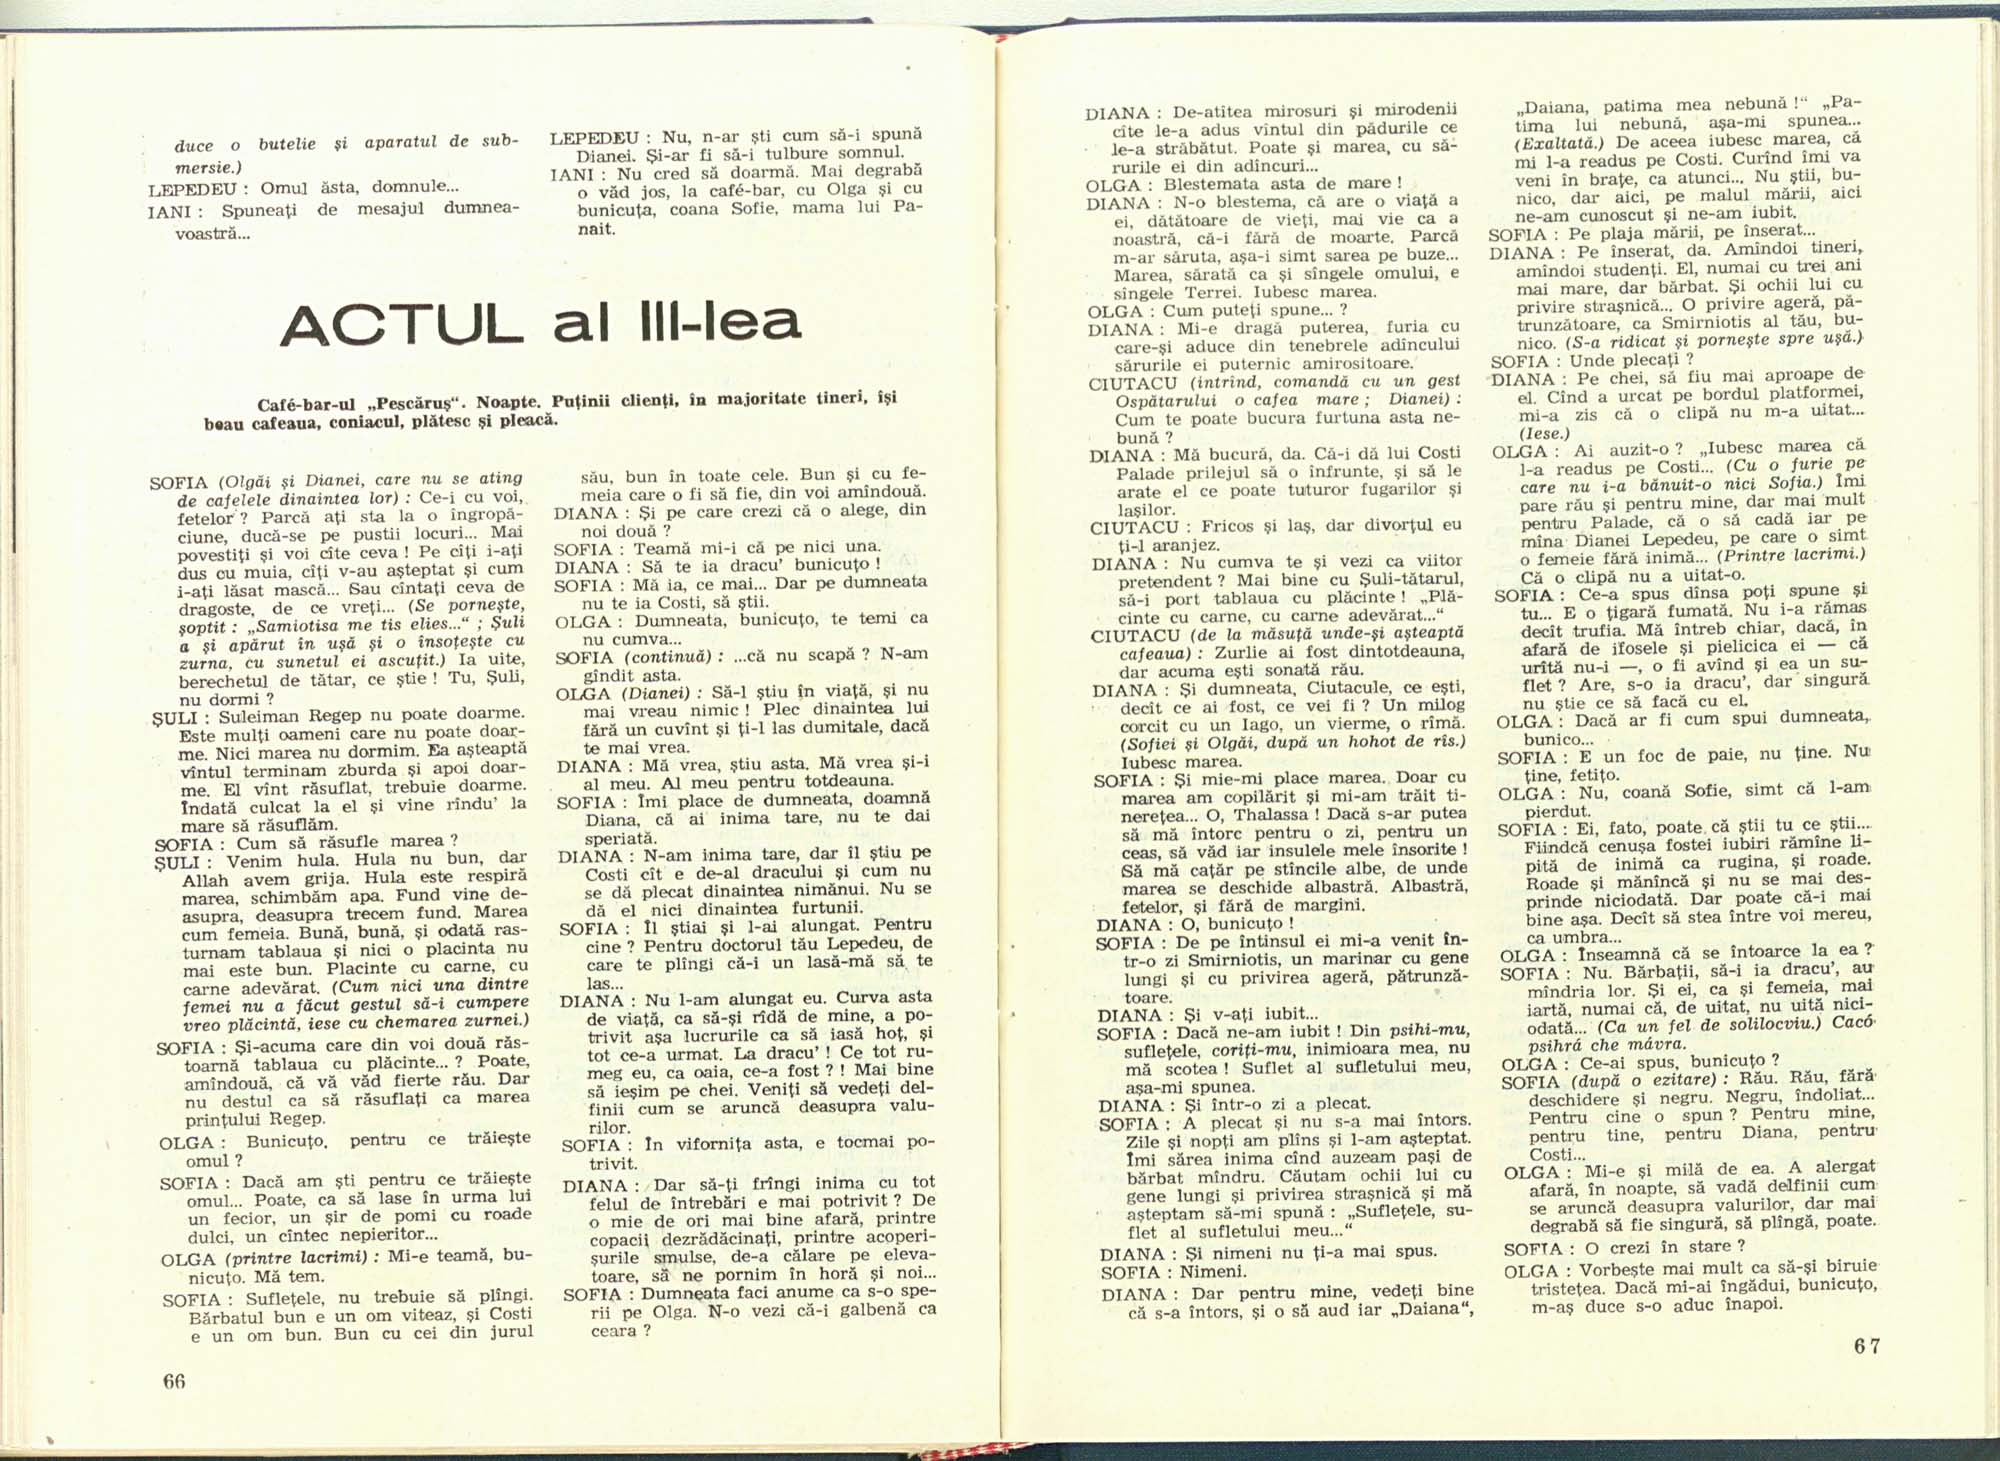 duce o butelie și aparatul de sub-
mersie.)
LEPEDEU : Omul ăsta, domnule...
IANI : Spuneați de mesajul dumnea-
voastră...
LEPEDEU : Nu, n-ar ști cum să-i spună
Dianei. Și-ar fi să-i tulbure somnul.
IANI : Nu cred să doarmă. Mai degrabă
o văd jos, la café-bar, cu Olga și cu
bunicuța, coana Sofie, mama lui Pa-
nait.
ACTUL al III-lea
Café-bar-ul „Pescăruș“. Noapte. Puținii clienți, în majoritate tineri, își
beau cafeaua, coniacul, plătesc și pleacă.
SOFIA (Olgăi și Dianei, care nu se ating
de cafelele dinaintea lor) : Ce-i cu voi,
fetelor ? Parcă ați sta la o îngropă-
ciune, ducă-se pe pustii locuri... Mai
povestiți și voi cîte ceva ! Pe cîți i-ați
dus cu muia, cîți v-au așteptat și cum
i-ați lăsat mască... Sau cîntați ceva de
dragoste, de ce vreți... (Se pornește,
șoptit : „Samiotisa me tis elies...“ ; Șuli
a și apărut în ușă și o însoțește cu
zurna, cu sunetul ei ascuțit.) Ia uite,
berechetul de tătar, ce știe ! Tu, Șuli,
nu dormi ?
ȘULI : Suleiman Regep nu poate doarme.
Este mulți oameni care nu poate doar-
me. Nici marea nu dormim. Ea așteaptă
vîntul terminam zburda și apoi doar-
me. El vînt răsuflat, trebuie doarme.
Îndată culcat la el și vine rîndu' la
mare să răsuflăm.
SOFIA : Cum să răsufle marea ?
ȘULI : Venim hula. Hula nu bun, dar
Allah avem grija. Hula este respiră
marea, schimbăm apa. Fund vine de-
asupra, deasupra trecem fund. Marea
cum femeia. Bună, bună, și odată ras-
turnam tablaua și nici o placinta nu
mai este bun. Placinte cu carne, cu
carne adevărat. (Cum nici una dintre
femei nu a făcut gestul să-i cumpere
vreo plăcintă, iese cu chemarea zurnei.)
SOFIA : Și-acuma care din voi două răs-
toarnă tablaua cu plăcinte... ? Poate,
amîndouă, că vă văd fierte rău. Dar
nu destul ca să răsuflați ca marea
prințului Regep.
OLGA : Bunicuțo, pentru ce trăiește
omul ?
SOFIA : Dacă am ști pentru ce trăiește
omul... Poate, ca să lase în urma lui
un fecior, un șir de pomi cu roade
dulci, un cîntec nepieritor...
OLGA (printre lacrimi) : Mi-e teamă, bu-
nicuțo. Mă tem.
SOFIA : Sufletele, nu trebuie să plîngi.
Bărbatul bun e un om viteaz, și Costi
e un om bun. Bun cu cei din jurul
său, bun în toate cele. Bun și cu fe-
meia care o fi să fie, din voi amîndouă.
DIANA : Și pe care crezi că o alege, din
noi două ?
SOFIA : Teamă mi-i că pe nici una.
DIANA : Să te ia dracu' bunicuțo !
SOFIA : Mă ia, ce mai... Dar pe dumneata
nu te ia Costi, să știi.
OLGA : Dumneata, bunicuțo, te temi ca
nu cumva...
SOFIA (continuă) : ...că nu scapă ? N-am
gîndit asta.
OLGA (Dianei) : Să-l știu în viață, și nu
mai vreau nimic ! Plec dinaintea lui
fără un cuvînt și ți-l las dumitale, dacă
te mai vrea.
DIANA : Mă vrea, știu asta. Mă vrea și-i
al meu. Al meu pentru totdeauna.
SOFIA : Îmi place de dumneata, doamnă
Diana, că ai inima tare, nu te dai
speriată.
DIANA : N-am inima tare, dar îl știu pe
Costi cît e de-al dracului și cum nu
se dă plecat dinaintea nimănui. Nu se
dă el nici dinaintea furtunii.
SOFIA : Îl știai și l-ai alungat. Pentru
cine ? Pentru doctorul tău Lepedeu, de
care te plîngi că-i un lasă-mă să te
las...
DIANA : Nu l-am alungat eu. Curva asta
de viață, ca să-și rîdă de mine, a po-
trivit așa lucrurile ca să iasă hoț, și
tot ce-a urmat. La dracu' ! Ce tot ru-
meg eu, ca oaia, ce-a fost ? ! Mai bine
să ieșim pe chei. Veniți să vedeți del-
finii cum se aruncă deasupra valu-
rilor.
SOFIA : În vifornița asta, e tocmai po-
trivit.
DIANA : Dar să-ți frîngi inima cu tot
felul de întrebări e mai potrivit ? De
o mie de ori mai bine afară, printre
copacii dezrădăcinați, printre acoperi-
șurile smulse, de-a călare pe eleva-
toare, să ne pornim în horă și noi...
SOFIA : Dumneata faci anume ca s-o spe-
rii pe Olga. N-o vezi că-i galbenă ca
ceara ?
66
DIANA : De-atîtea mirosuri și mirodenii
cîte le-a adus vîntul din pădurile ce
le-a străbătut. Poate și marea, cu să-
rurile ei din adîncuri...
OLGA : Blestemata asta de mare !
DIANA : N-o blestema, că are o viață a
ei, dătătoare de vieți, mai vie ca a
noastră, că-i fără de moarte. Parcă
m-ar săruta, așa-i simt sarea pe buze...
Marea, sărată ca și sîngele omului, e
sîngele Terrei. Iubesc marea.
OLGA : Cum puteți spune... ?
DIANA : Mi-e dragă puterea, furia cu
care-și aduce din tenebrele adîncului
sărurile ei puternic amirositoare.
CIUTACU (intrînd, comandă cu un gest
Ospătarului o cafea mare ; Dianei) :
Cum te poate bucura furtuna asta ne-
bună ?
DIANA : Mă bucură, da. Că-i dă lui Costi
Palade prilejul să o înfrunte, și să le
arate el ce poate tuturor fugarilor și
lașilor.
CIUTACU : Fricos și laș, dar divorțul eu
ți-l aranjez.
DIANA : Nu cumva te și vezi ca viitor
pretendent ? Mai bine cu Șuli-tătarul,
să-i port tablaua cu plăcinte ! „Plă-
cinte cu carne, cu carne adevărat...“
CIUTACU (de la măsuță unde-și așteaptă
cafeaua) : Zurlie ai fost dintotdeauna,
dar acuma ești sonată rău.
DIANA : Și dumneata, Ciutacule, ce ești,
decît ce ai fost, ce vei fi ? Un milog
corcit cu un Iago, un vierme, o rîmă.
(Sofiei și Olgăi, după un hohot de rîs.)
Iubesc marea.
SOFIA : Și mie-mi place marea. Doar cu
marea am copilărit și mi-am trăit ti-
nerețea... O, Thalassa ! Dacă s-ar putea
să mă întorc pentru o zi, pentru un
ceas, să văd iar insulele mele însorite !
Să mă cațăr pe stîncile albe, de unde
marea se deschide albastră. Albastră,
fetelor, și fără de margini.
DIANA : O, bunicuțo !
SOFIA : De pe întinsul ei mi-a venit în-
tr-o zi Smirniotis, un marinar cu gene
lungi și cu privirea ageră, pătrunză-
toare.
DIANA : Și v-ați iubit...
SOFIA : Dacă ne-am iubit ! Din psihi-mu,
sufletele, coriți-mu, inimioara mea, nu
mă scotea ! Suflet al sufletului meu,
așa-mi spunea.
DIANA : Și într-o zi a plecat.
SOFIA : A plecat și nu s-a mai întors.
Zile și nopți am plîns și l-am așteptat.
Îmi sărea inima cînd auzeam pași de
bărbat mîndru. Căutam ochii lui cu
gene lungi și privirea strașnică și mă
așteptam să-mi spună : „Sufletele, su-
flet al sufletului meu...“
DIANA : Și nimeni nu ți-a mai spus.
SOFIA : Nimeni.
DIANA : Dar pentru mine, vedeți bine
că s-a întors, și o să aud iar „Daiana“,
„Daiana, patima mea nebună !“ „Pa-
tima lui nebună, așa-mi spunea...
(Exaltată.) De aceea iubesc marea, că
mi l-a readus pe Costi. Curînd îmi va
veni în brațe, ca atunci... Nu știi, bu-
nico, dar aici, pe malul mării, aici
ne-am cunoscut și ne-am iubit.
SOFIA : Pe plaja mării, pe înserat...
DIANA : Pe înserat, da. Amîndoi tineri,
amîndoi studenți. El, numai cu trei ani
mai mare, dar bărbat. Și ochii lui cu
privire strașnică... O privire ageră, pă-
trunzătoare, ca Smirniotis al tău, bu-
nico. (S-a ridicat și pornește spre ușă.)
SOFIA : Unde plecați ?
DIANA : Pe chei, să fiu mai aproape de
el. Cînd a urcat pe bordul platformei,
mi-a zis că o clipă nu m-a uitat...
(Iese.)
OLGA : Ai auzit-o ? „Iubesc marea că
l-a readus pe Costi... (Cu o furie pe
care nu i-a bănuit-o nici Sofia.) Îmi
pare rău și pentru mine, dar mai mult
pentru Palade, că o să cadă iar pe
mîna Dianei Lepedeu, pe care o simt
o femeie fără inimă... (Printre lacrimi.)
Că o clipă nu a uitat-o.
SOFIA : Ce-a spus dînsa poți spune și
tu... E o țigară fumată. Nu i-a rămas
decît trufia. Mă întreb chiar, dacă, în
afară de ifosele și pielicica ei — că
urîtă nu-i —, o fi avînd și ea un su-
flet ? Are, s-o ia dracu', dar singură
nu știe ce să facă cu el.
OLGA : Dacă ar fi cum spui dumneata,
bunico...
SOFIA : E un foc de paie, nu ține. Nu
ține, fetițo.
OLGA : Nu, coană Sofie, simt că l-am
pierdut.
SOFIA : Ei, fato, poate că știi tu ce știi...
Fiindcă cenușa fostei iubiri rămîne li-
pită de inimă ca rugina, și roade.
Roade și mănîncă și nu se mai des-
prinde niciodată. Dar poate că-i mai
bine așa. Decît să stea între voi mereu,
ca umbra...
OLGA : Înseamnă că se întoarce la ea ?
SOFIA : Nu. Bărbații, să-i ia dracu', au
mîndria lor. Și ei, ca și femeia, mai
iartă, numai că, de uitat, nu uită nici-
odată... (Ca un fel de solilocviu.) Cacó
psihrá che mávra.
OLGA : Ce-ai spus, bunicuțo ?
SOFIA (după o ezitare) : Rău. Rău, fără
deschidere și negru. Negru, îndoliat...
Pentru cine o spun ? Pentru mine,
pentru tine, pentru Diana, pentru
Costi...
OLGA : Mi-e și milă de ea. A alergat
afară, în noapte, să vadă delfinii cum
se aruncă deasupra valurilor, dar mai
degrabă să fie singură, să plîngă, poate.
SOFIA : O crezi în stare ?
OLGA : Vorbește mai mult ca să-și biruie
tristețea. Dacă mi-ai îngădui, bunicuțo,
m-aș duce s-o aduc înapoi.
67